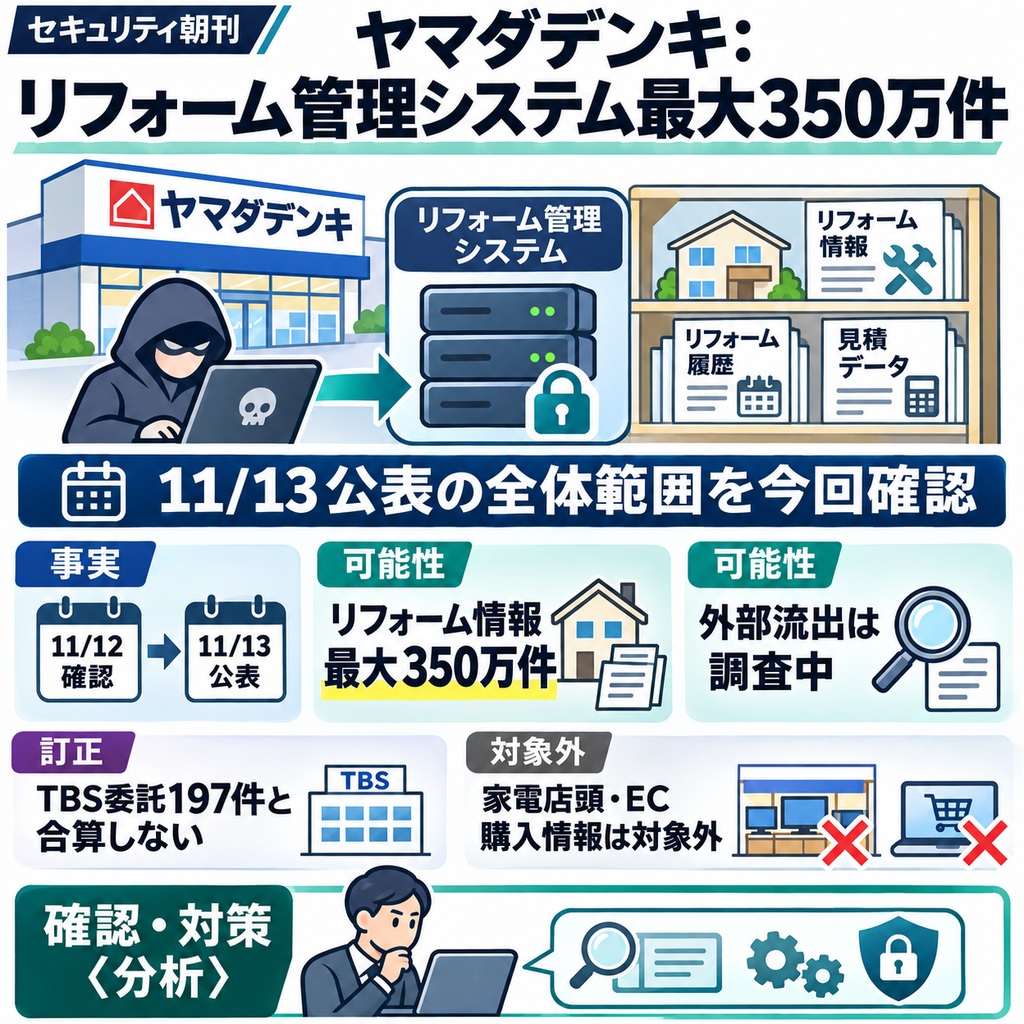 セキュリティ朝刊
ヤマダデンキ:
リフォーム管理システム最大350万件
ヤマダデンキ
リフォーム管理
システム
リフォーム
情報
リフォーム
履歴
見積
データ
11/13公表の全体範囲を今回確認
事実
11/12
確認
11/13
公表
可能性
リフォーム情報
最大350万件
可能性
外部流出は
調査中
訂正
TBS委託197件と
合算しない
TBS
対象外
家電店頭・EC
購入情報は対象外
確認・対策
〈分析〉